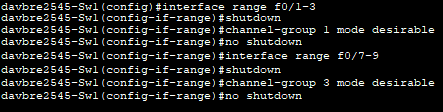 davbre2545-Sw1(config)#interface range f0/1-3
davbre2545-Sw1(config-if-range)#shutdown
davbre2545-Sw1(config-if-range)#channel-group 1 mode desirable
davbre2545-Sw1(config-if-range)#no shutdown
davbre2545-Sw1(config-if-range)#interface range f0/7-9
davbre2545-Sw1(config-if-range)#shutdown
davbre2545-Sw1(config-if-range)#channel-group 3 mode desirable
davbre2545-Sw1(config-if-range)#no shutdown